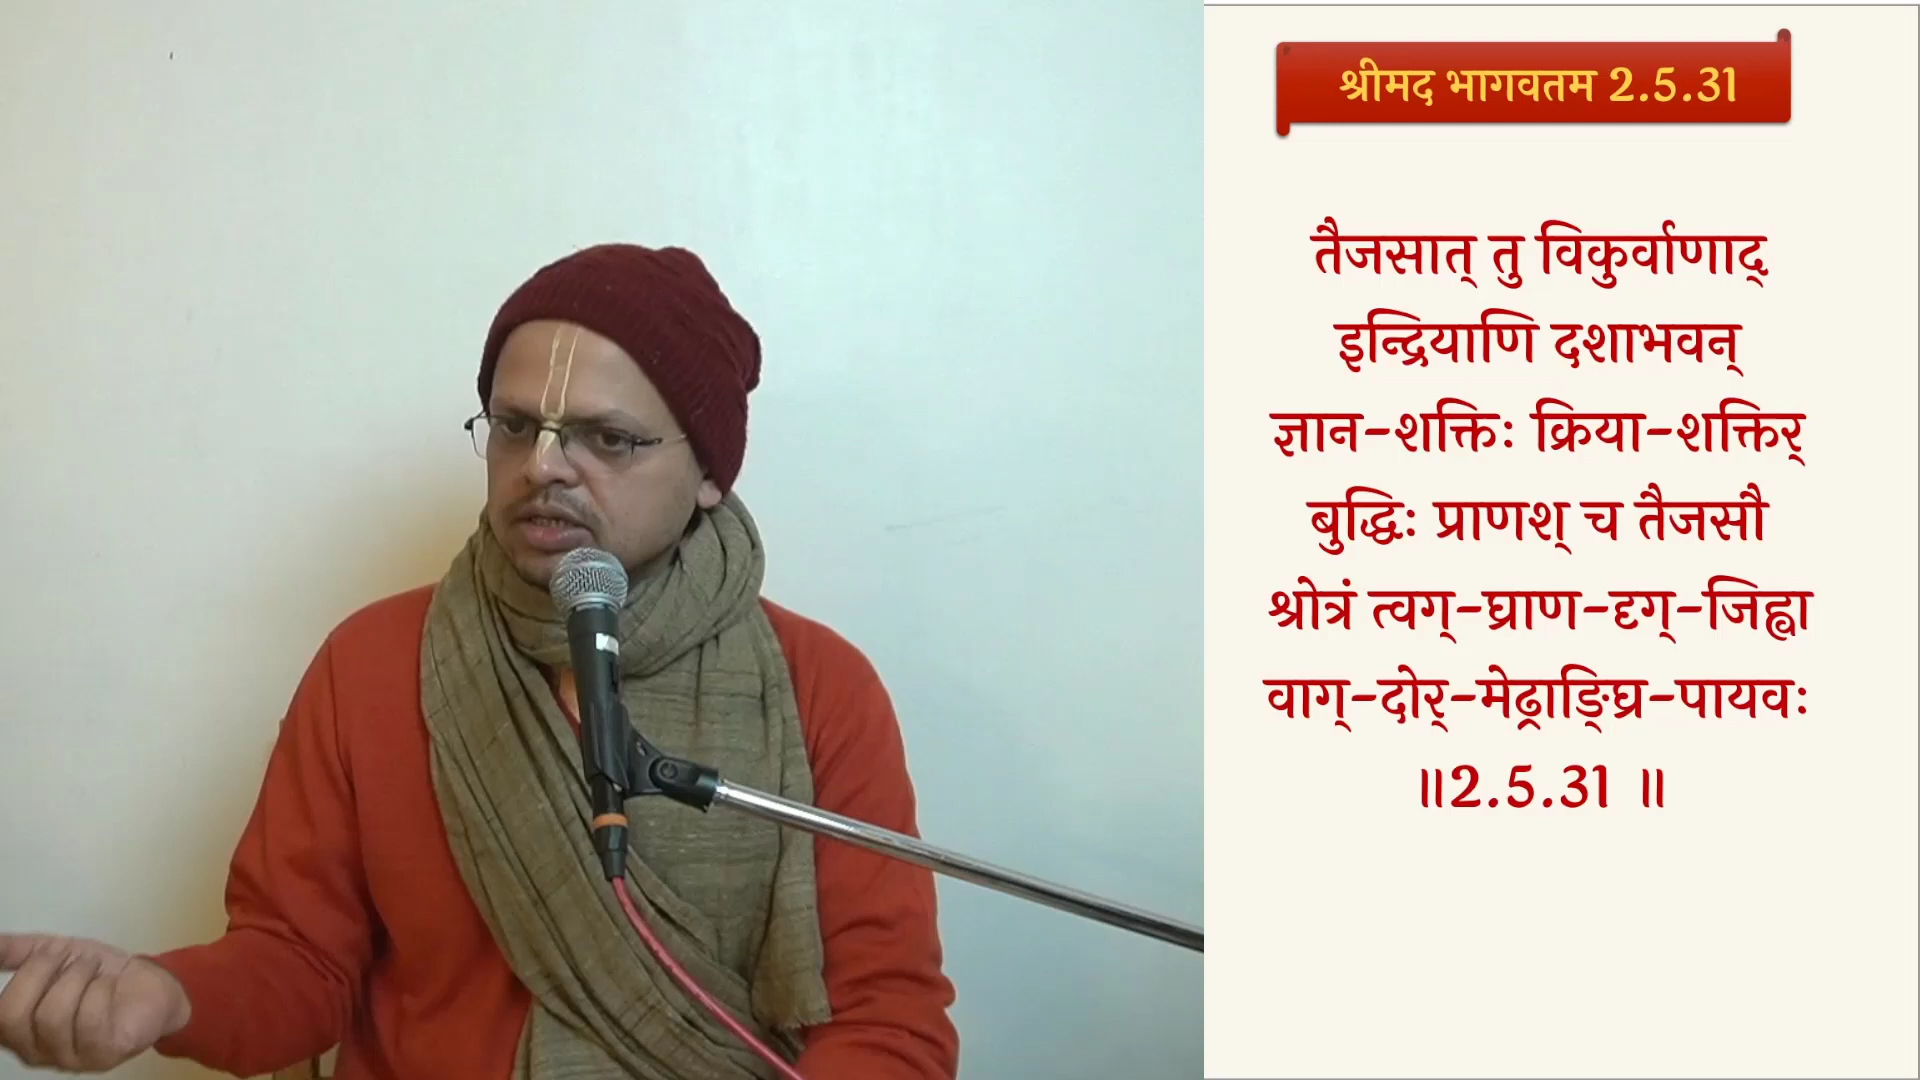 श्रीमद भागवतम 2.5.31
तैजसात् तु विकुर्वाणाद्
इन्द्रियाणि दशाभवन्
ज्ञान-शक्तिः क्रिया-शक्तिर्
बुद्धिः प्राणश् च तैजसौ
श्रोत्रं त्वग्-घ्राण-दृग्-जिह्वा
वाग्-दोर्-मेढ्राङ्घ्रि-पायवः
॥2.5.31 ॥